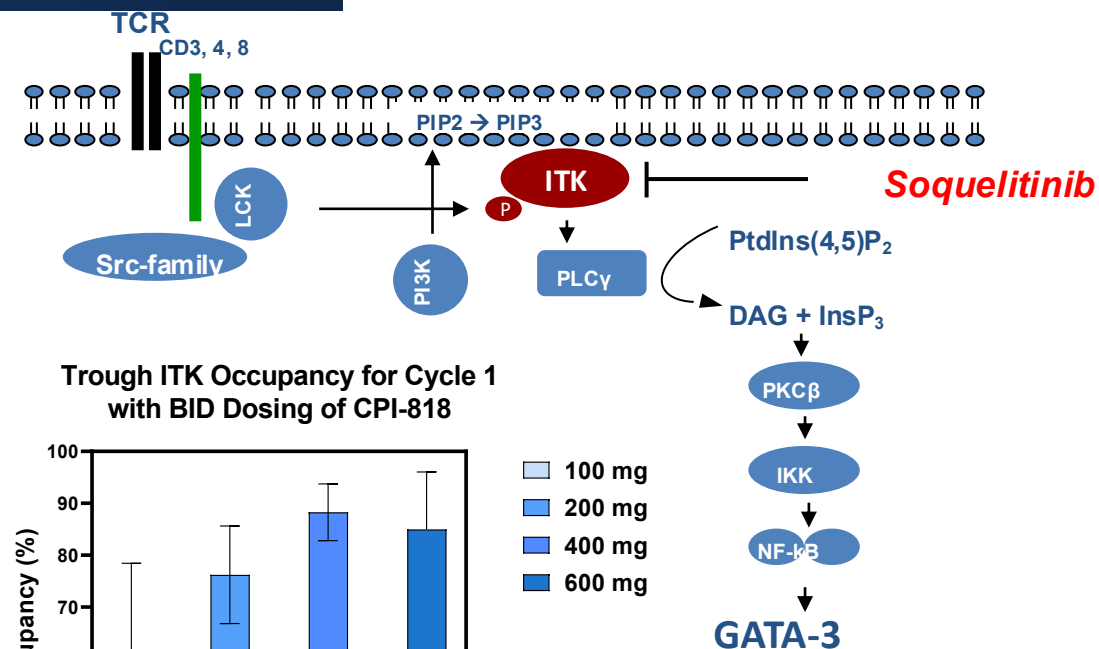 TCR
CD3, 4, 8
PIP2 → PIP3
ITK
P
Soquelitinib
LCK
Src-family
PI3K
PLCγ
PtdIns(4,5)P₂
DAG + InsP₃
PKCβ
IKK
NF-kB
GATA-3
Trough ITK Occupancy for Cycle 1
with BID Dosing of CPI-818
100
90
80
70
(%)
100 mg
200 mg
400 mg
600 mg